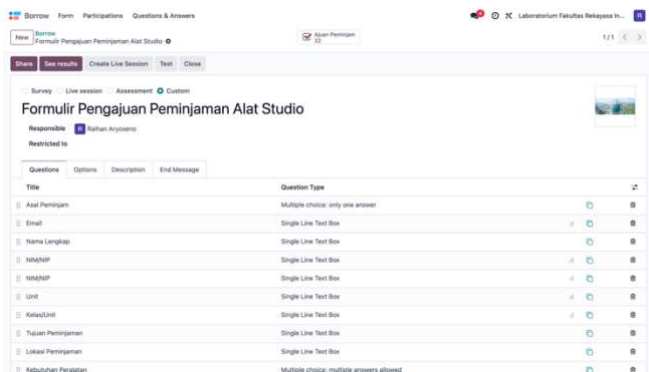 Borrow Form Participations Questions & Answers
Laboratorium Fakultas Rekayasa In... R
New Borrow
Formulir Pengajuan Peminjaman Alat Studio
Ajuan Peminjam
22
1/1
Share See results Create Live Session Test Close
Survey Live session Assessment Custom
Formulir Pengajuan Peminjaman Alat Studio
Responsible R Raihan Aryoseno
Restricted to
Questions Options Description End Message
Title Question Type
Asal Peminjam Multiple choice: only one answer
Email Single Line Text Box
Nama Lengkap Single Line Text Box
NIM/NIP Single Line Text Box
NIM/NIP Single Line Text Box
Unit Single Line Text Box
Kelas/Unit Single Line Text Box
Tujuan Peminjaman Single Line Text Box
Lokasi Peminjaman Single Line Text Box
Kebutuhan Peralatan Multiple choice: multiple answers allowed